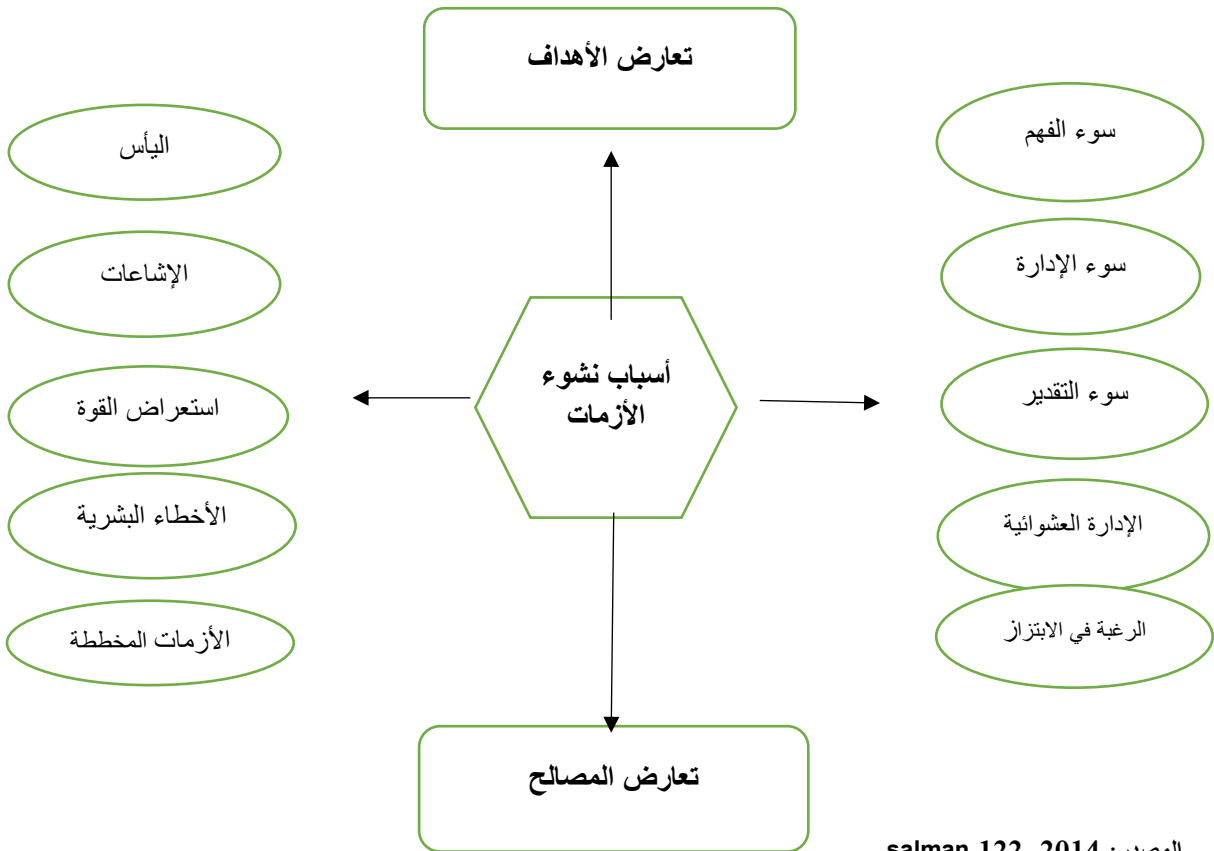 تعارض الأهداف
سوء الفهم
سوء الإدارة
سوء التقدير
الإدارة العشوائية
الرغبة في الابتزاز
أسباب نشوء
الأزمات
اليأس
الإشاعات
استعراض القوة
الأخطاء البشرية
الأزمات المخططة
تعارض المصالح
المصدر: salman 122, 2014